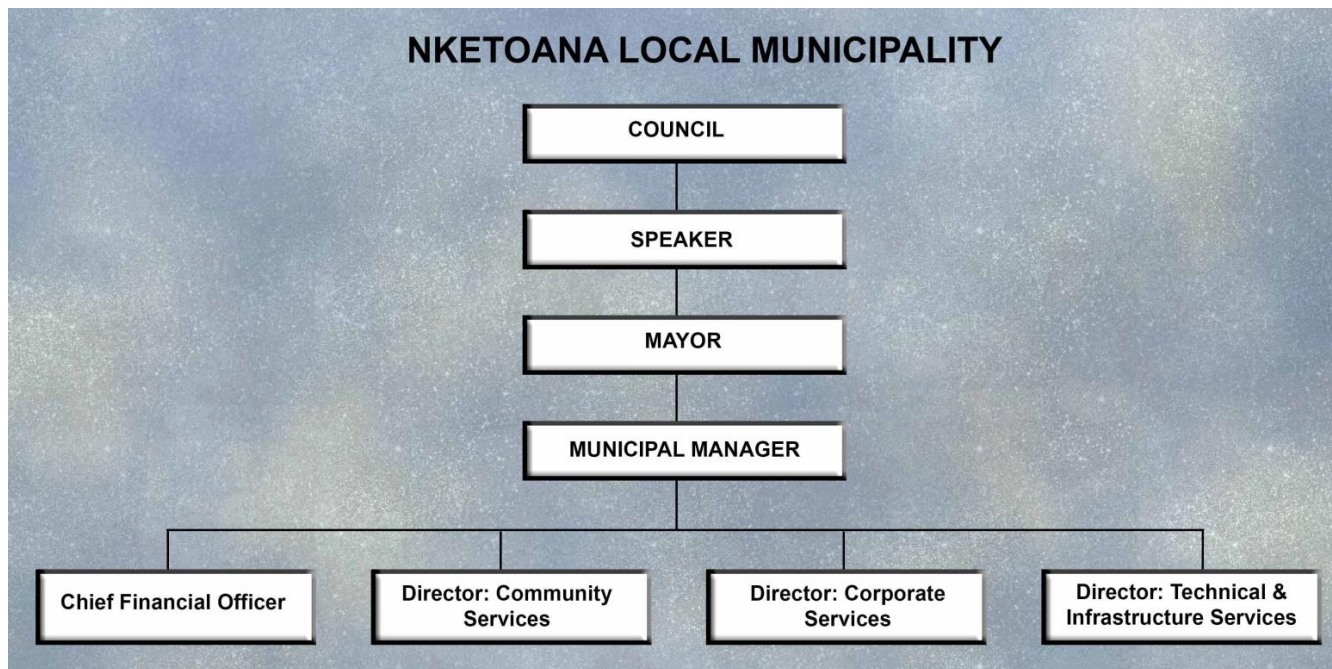 NKETOANA LOCAL MUNICIPALITY
COUNCIL
SPEAKER
MAYOR
MUNICIPAL MANAGER
Chief Financial Officer
Director: Community
Services
Director: Corporate
Services
Director: Technical &
Infrastructure Services